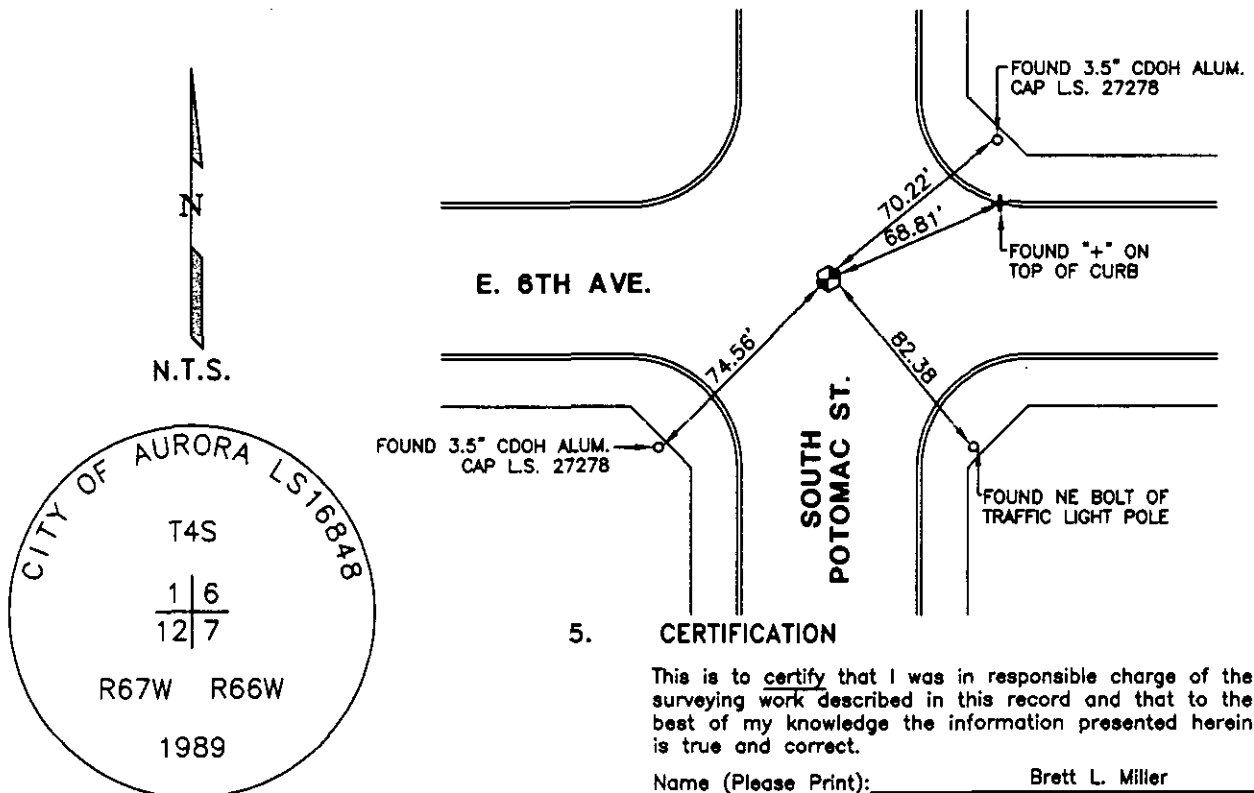 FOUND 3.5" CDOH ALUM.
CAP L.S. 27278
70.22'
68.81'
FOUND "+" ON
TOP OF CURB
E. 6TH AVE.
N
N.T.S.
74.56'
82.38
FOUND 3.5" CDOH ALUM.
CAP L.S. 27278
SOUTH
POTOMAC ST.
FOUND NE BOLT OF
TRAFFIC LIGHT POLE
CITY OF AURORA LS16848
T4S
1 6
12 7
R67W R66W
1989
5. CERTIFICATION
This is to certify that I was in responsible charge of the
surveying work described in this record and that to the
best of my knowledge the information presented herein
is true and correct.
Name (Please Print): Brett L. Miller